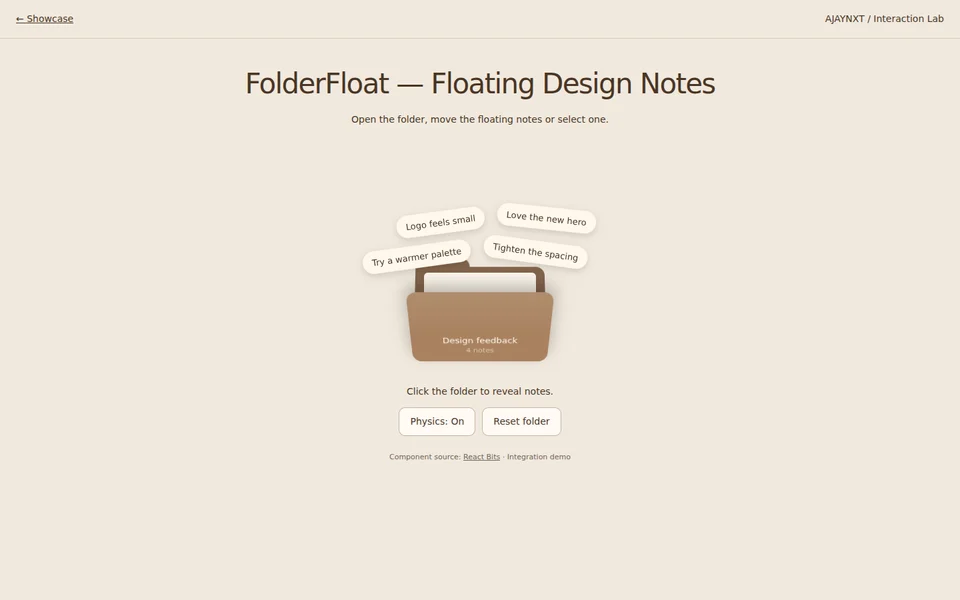 ← Showcase
AJAYNXT / Interaction Lab
FolderFloat — Floating Design Notes
Open the folder, move the floating notes or select one.
Logo feels small
Love the new hero
Try a warmer palette
Tighten the spacing
Design feedback
4 notes
Click the folder to reveal notes.
Physics: On
Reset folder
Component source: React Bits · Integration demo